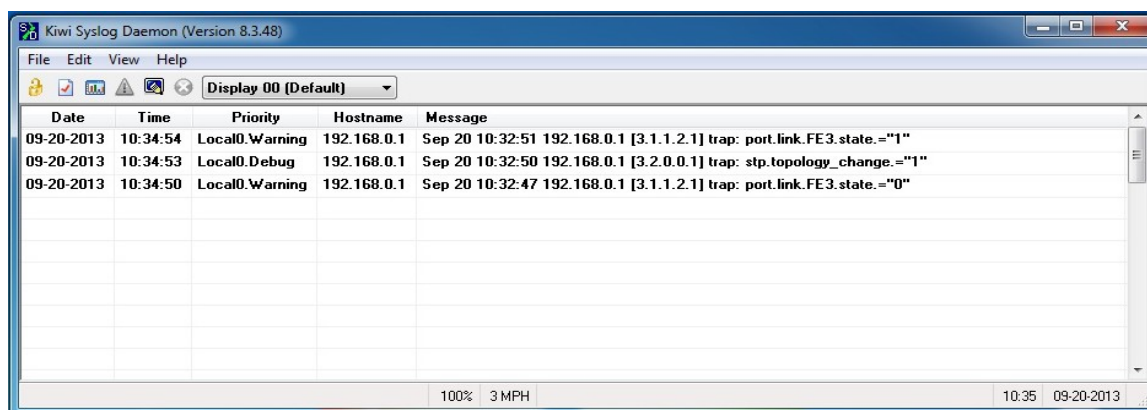 Kiwi Syslog Daemon (Version 8.3.48)
File Edit View Help
Display 00 (Default)
Date Time Priority Hostname Message
09-20-2013 10:34:54 Local0.Warning 192.168.0.1 Sep 20 10:32:51 192.168.0.1 [3.1.1.2.1] trap: port.link.FE3.state.="1"
09-20-2013 10:34:53 Local0.Debug 192.168.0.1 Sep 20 10:32:50 192.168.0.1 [3.2.0.0.1] trap: stp.topology_change.="1"
09-20-2013 10:34:50 Local0.Warning 192.168.0.1 Sep 20 10:32:47 192.168.0.1 [3.1.1.2.1] trap: port.link.FE3.state.="0"
100% 3 MPH 10:35 09-20-2013